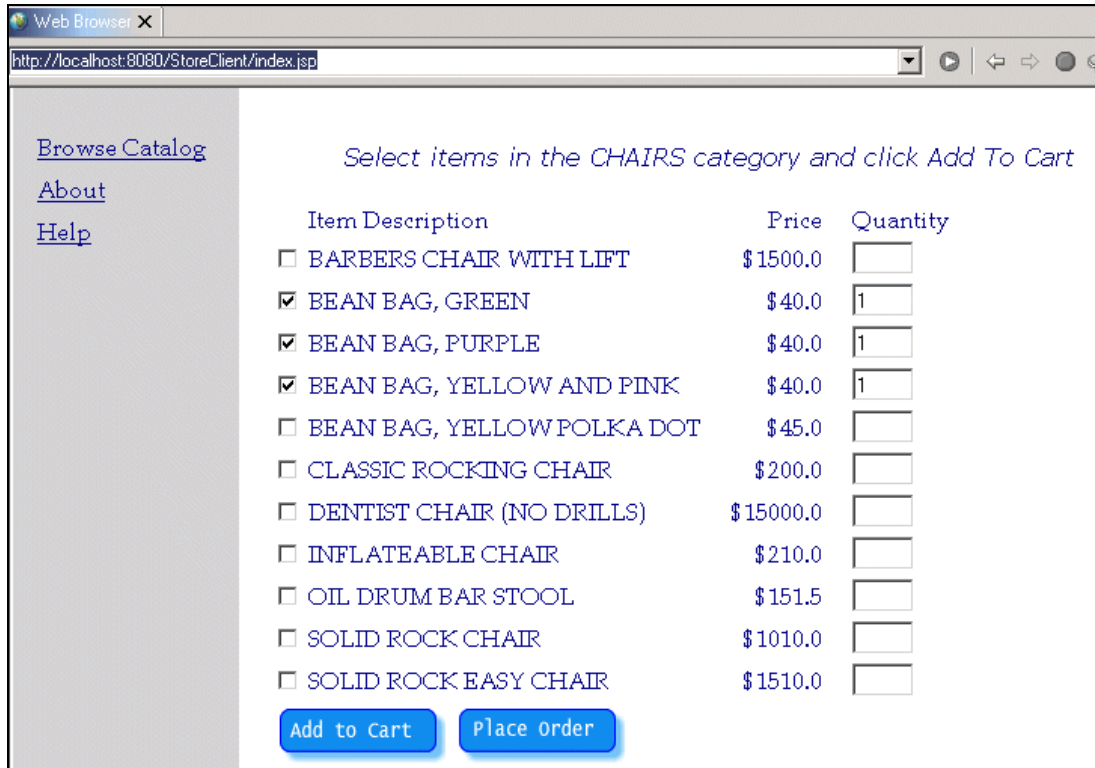 Web Browser
http://localhost:8080/StoreClient/index.jsp
Browse Catalog
About
Help
Select items in the CHAIRS category and click Add To Cart
Item Description Price Quantity
BARBERS CHAIR WITH LIFT $1500.0
BEAN BAG, GREEN $40.0 1
BEAN BAG, PURPLE $40.0 1
BEAN BAG, YELLOW AND PINK $40.0 1
BEAN BAG, YELLOW POLKA DOT $45.0
CLASSIC ROCKING CHAIR $200.0
DENTIST CHAIR (NO DRILLS) $15000.0
INFLATEABLE CHAIR $210.0
OIL DRUM BAR STOOL $151.5
SOLID ROCK CHAIR $1010.0
SOLID ROCK EASY CHAIR $1510.0
Add to Cart Place Order